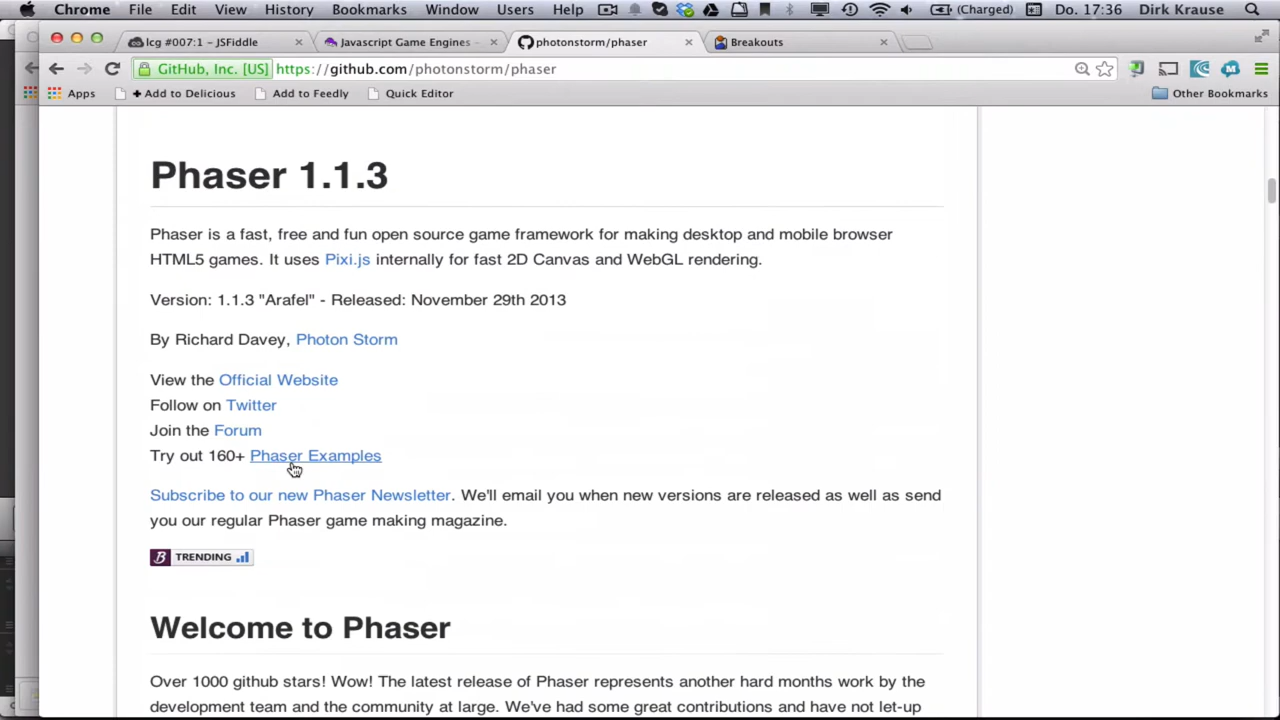 Chrome File Edit View History Bookmarks Window Users Help (Charged) Do. 17:36 Dirk Krause
lcg #007:1 - JSFiddle Javascript Game Engines - photonstorm/phaser Breakouts
GitHub, Inc. [US] https://github.com/photonstorm/phaser
Apps + Add to Delicious Add to Feedly Quick Editor Other Bookmarks
Phaser 1.1.3
Phaser is a fast, free and fun open source game framework for making desktop and mobile browser
HTML5 games. It uses Pixi.js internally for fast 2D Canvas and WebGL rendering.
Version: 1.1.3 "Arafel" - Released: November 29th 2013
By Richard Davey, Photon Storm
View the Official Website
Follow on Twitter
Join the Forum
Try out 160+ Phaser Examples
Subscribe to our new Phaser Newsletter. We'll email you when new versions are released as well as send
you our regular Phaser game making magazine.
B TRENDING
Welcome to Phaser
Over 1000 github stars! Wow! The latest release of Phaser represents another hard months work by the
development team and the community at large. We've had some great contributions and have not let-up